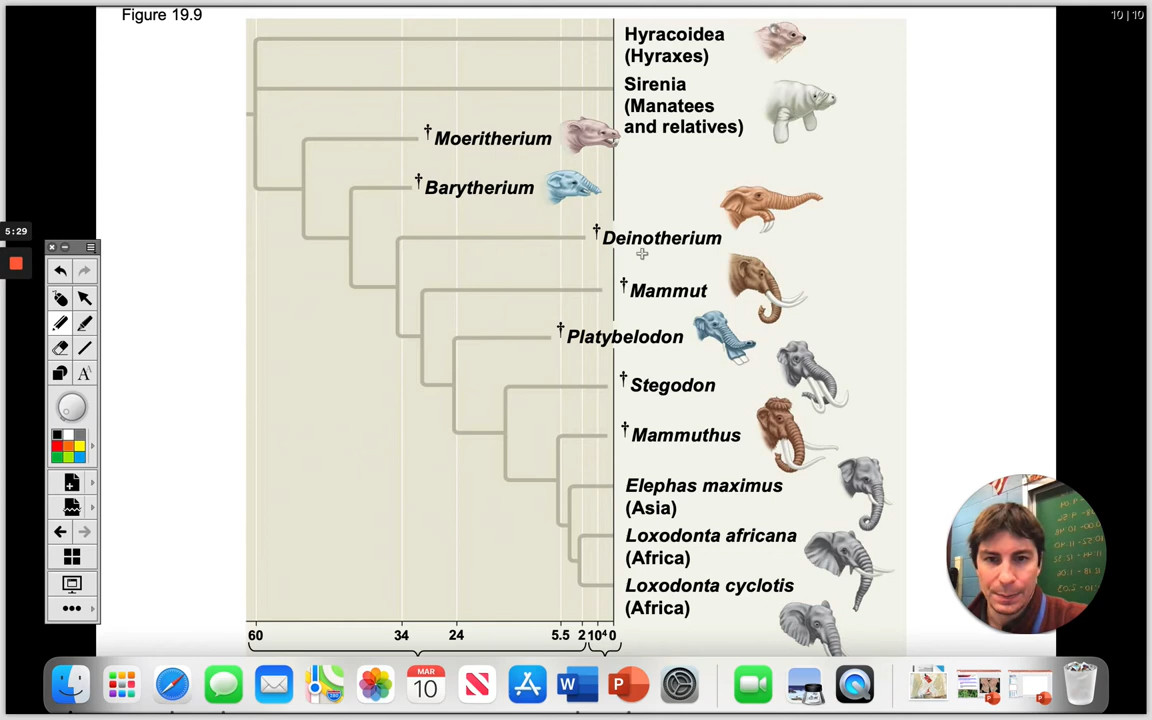 Figure 19.9
10 | 10
Hyracoidea
(Hyraxes)
Sirenia
(Manatees
and relatives)
†Moeritherium
†Barytherium
5:29
†Deinotherium
†Mammut
†Platybelodon
†Stegodon
†Mammuthus
Elephas maximus
(Asia)
Loxodonta africana
(Africa)
Loxodonta cyclotis
(Africa)
60 34 24 5.5 2 10⁴ 0
A
MAR
10
W
P